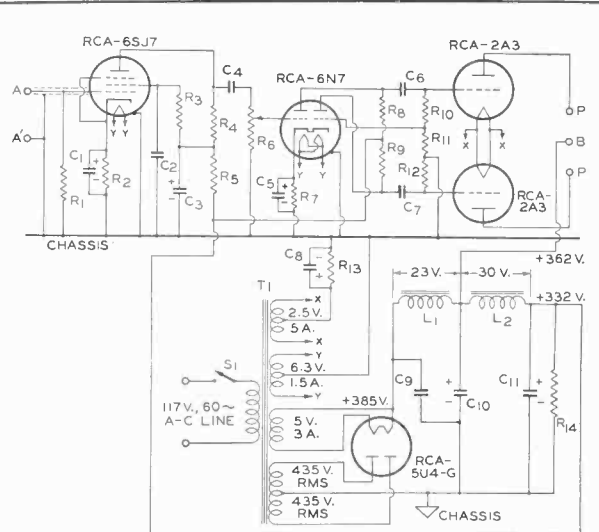 RCA-6SJ7
RCA-6N7
RCA-2A3
A
A'
C1
R1
R2
Y Y
C2
R3
C3
R4
R5
C4
R6
C5
R7
Y Y
C6
R8
R9
R10
R11
R12
C7
X X
P
B
P
RCA-
2A3
CHASSIS
C8
R13
T1
X
2.5 V.
5 A.
X
Y
6.3 V.
1.5 A.
Y
S1
117 V., 60~
A-C LINE
5 V.
3 A.
435 V.
RMS
435 V.
RMS
+385 V.
RCA-
5U4-G
23 V.
30 V.
+362 V.
+332 V.
L1
L2
C9
C10
C11
R14
CHASSIS